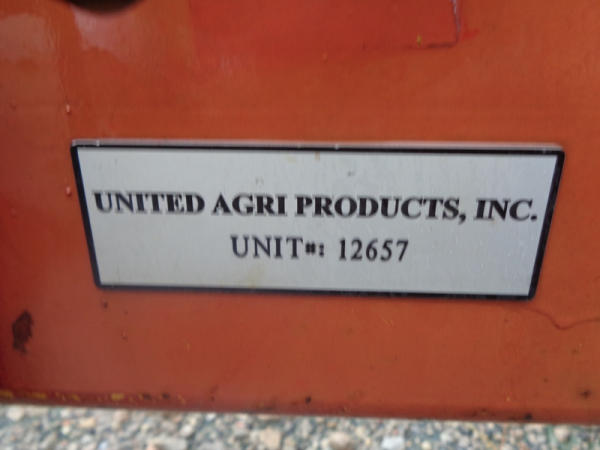 UNITED AGRI PRODUCTS, INC.
UNIT#: 12657